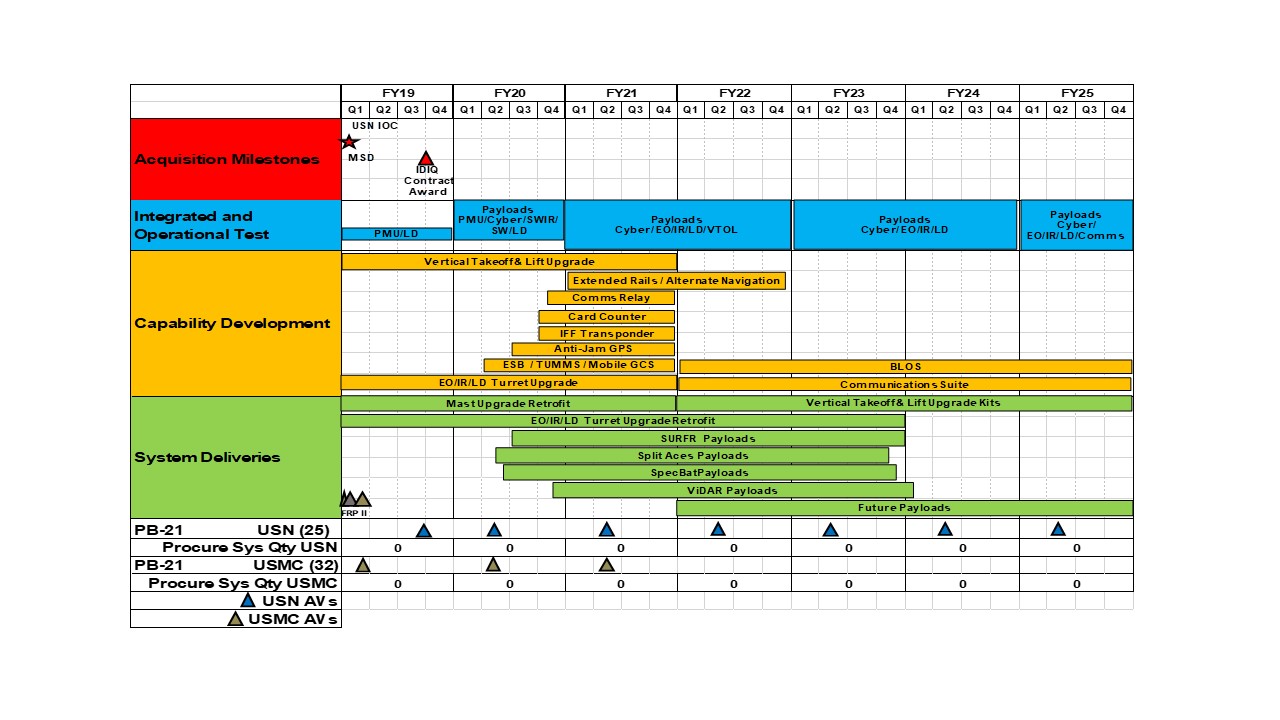 FY19 FY20 FY21 FY22 FY23 FY24 FY25
Q1 Q2 Q3 Q4 Q1 Q2 Q3 Q4 Q1 Q2 Q3 Q4 Q1 Q2 Q3 Q4 Q1 Q2 Q3 Q4 Q1 Q2 Q3 Q4 Q1 Q2 Q3 Q4
Acquisition Milestones
USN IOC
MSD
IDIQ
Contract
Award
Integrated and
Operational Test
PMU/LD
Payloads
PMU/Cyber/SWIR/
SW/LD
Payloads
Cyber/EO/IR/LD/VTOL
Payloads
Cyber/EO/IR/LD
Payloads
Cyber/
EO/IR/LD/Comms
Capability Development
Vertical Takeoff & Lift Upgrade
Extended Rails / Alternate Navigation
Comms Relay
Card Counter
IFF Transponder
Anti-Jam GPS
ESB / TUMMS / Mobile GCS
BLOS
EO/IR/LD Turret Upgrade
Communications Suite
System Deliveries
Mast Upgrade Retrofit
Vertical Takeoff & Lift Upgrade Kits
EO/IR/LD Turret Upgrade Retrofit
SURFR Payloads
Split Aces Payloads
SpecBat Payloads
ViDAR Payloads
Future Payloads
FRP II
PB-21 USN (25)
Procure Sys Qty USN 0 0 0 0 0 0 0
PB-21 USMC (32)
Procure Sys Qty USMC 0 0 0 0 0 0 0
USN AVs
USMC AVs